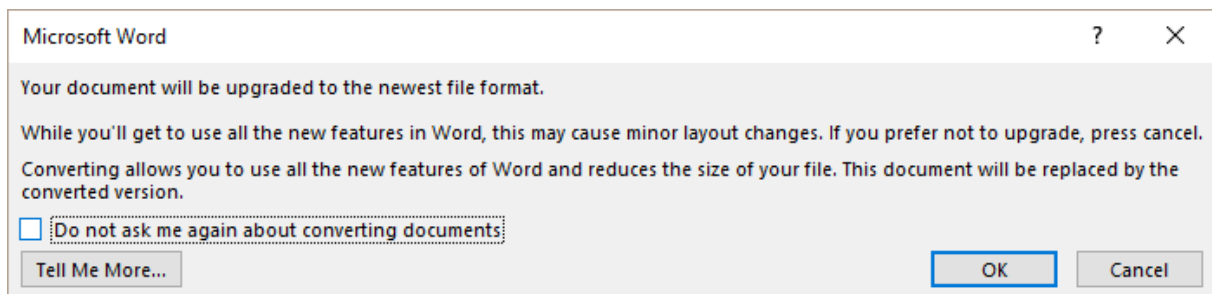 Microsoft Word ?
Your document will be upgraded to the newest file format.
While you'll get to use all the new features in Word, this may cause minor layout changes. If you prefer not to upgrade, press cancel.
Converting allows you to use all the new features of Word and reduces the size of your file. This document will be replaced by the
converted version.
Do not ask me again about converting documents
Tell Me More... OK Cancel